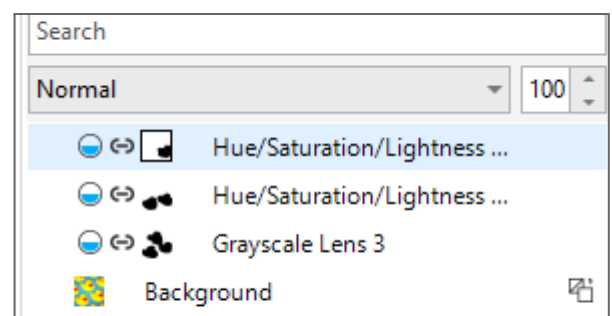 Search
Normal 100
Hue/Saturation/Lightness ...
Hue/Saturation/Lightness ...
Grayscale Lens 3
Background